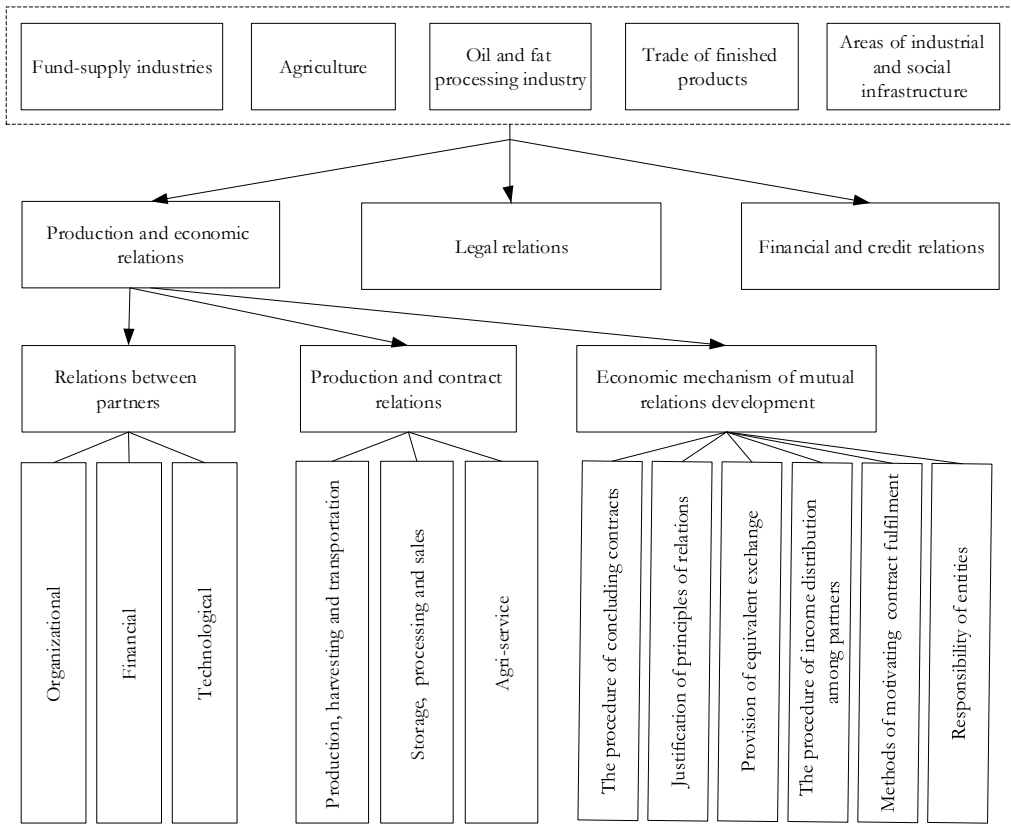 Fund-supply industries
Agriculture
Oil and fat
processing industry
Trade of finished
products
Areas of industrial
and social
infrastructure
Production and economic
relations
Legal relations
Financial and credit relations
Relations between
partners
Production and contract
relations
Economic mechanism of mutual
relations development
Organizational
Financial
Technological
Production, harvesting and transportation
Storage, processing and sales
Agri-service
The procedure of concluding contracts
Justification of principles of relations
Provision of equivalent exchange
The procedure of income distribution
among partners
Methods of motivating contract fulfilment
Responsibility of entities